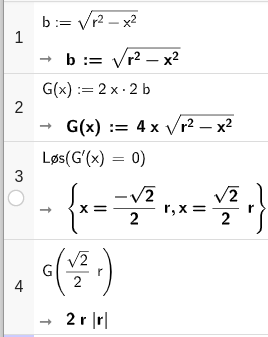 1
b := √(r² − x²)
→ b := √(r² − x²)
2
G(x) := 2 x · 2 b
→ G(x) := 4 x √(r² − x²)
3
Løs(G′(x) = 0)
→ {x = −√2/2 r, x = √2/2 r}
4
G(√2/2 r)
→ 2 r |r|